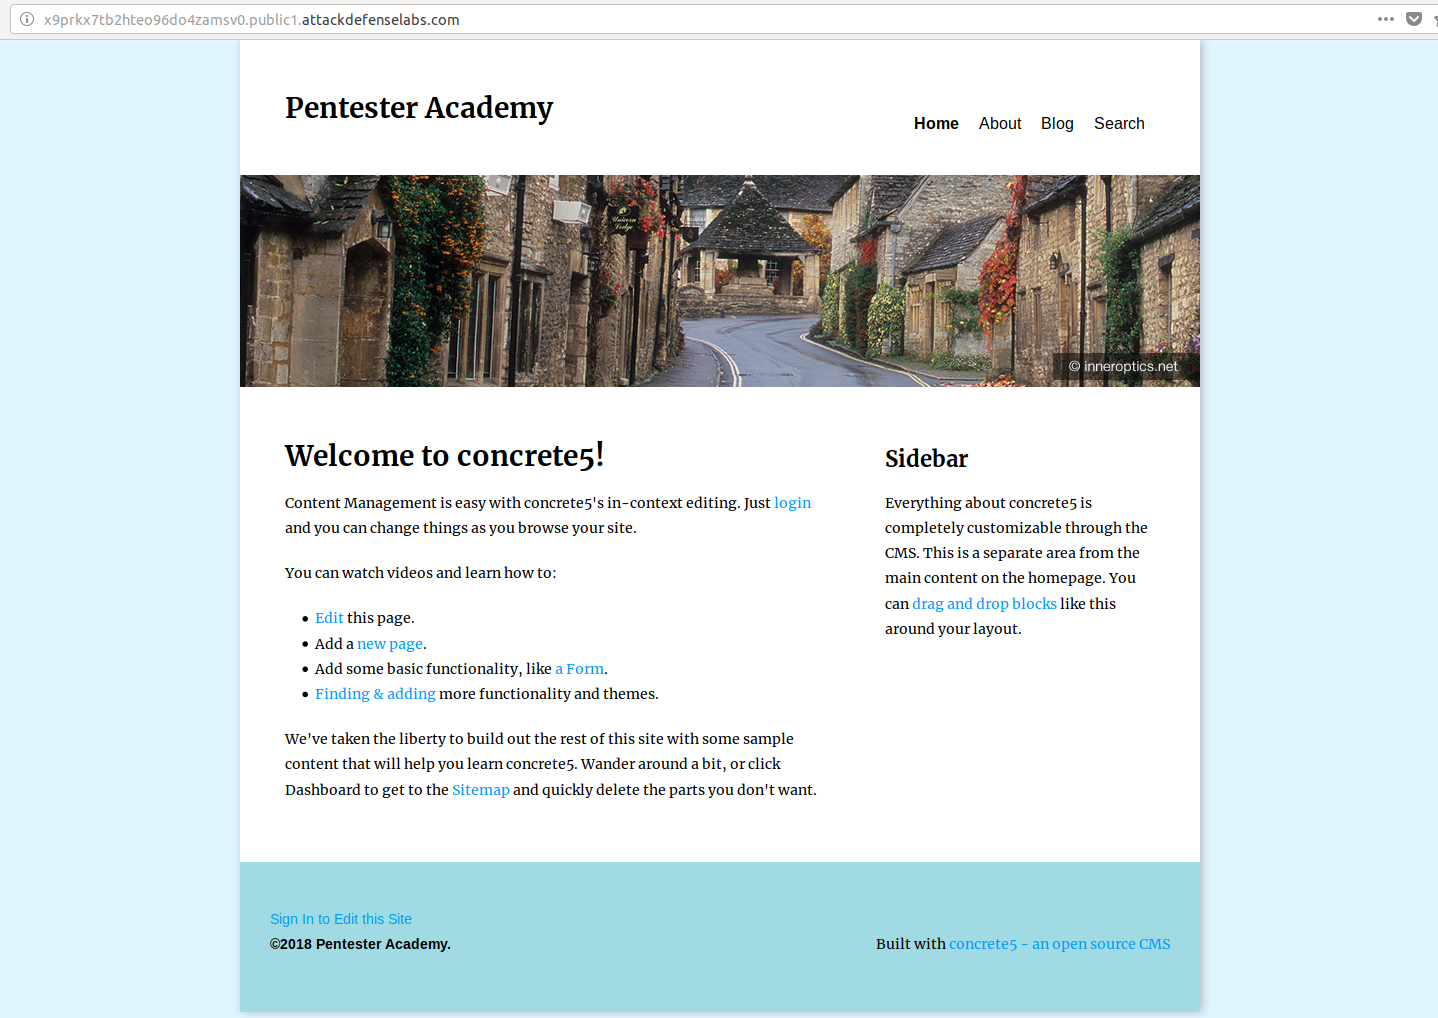 x9prkx7tb2hteo96do4zamsv0.public1.attackdefenselabs.com
Pentester Academy
Home About Blog Search
Unicorn
Lodge
© inneroptics.net
Welcome to concrete5!
Content Management is easy with concrete5's in-context editing. Just login
and you can change things as you browse your site.
You can watch videos and learn how to:
• Edit this page.
• Add a new page.
• Add some basic functionality, like a Form.
• Finding & adding more functionality and themes.
We've taken the liberty to build out the rest of this site with some sample
content that will help you learn concrete5. Wander around a bit, or click
Dashboard to get to the Sitemap and quickly delete the parts you don't want.
Sidebar
Everything about concrete5 is
completely customizable through the
CMS. This is a separate area from the
main content on the homepage. You
can drag and drop blocks like this
around your layout.
Sign In to Edit this Site
©2018 Pentester Academy.
Built with concrete5 - an open source CMS